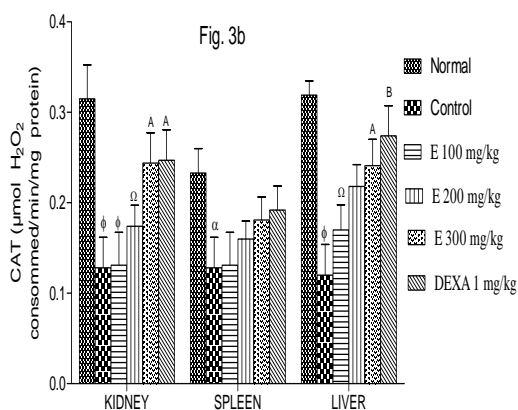 Fig. 3b
CAT (µmol H₂O₂
consommed/min/mg protein)
0.4
0.3
0.2
0.1
0.0
ϕ ϕ Ω A A
α
ϕ Ω A B
KIDNEY SPLEEN LIVER
Normal
Control
E 100 mg/kg
E 200 mg/kg
E 300 mg/kg
DEXA 1 mg/kg